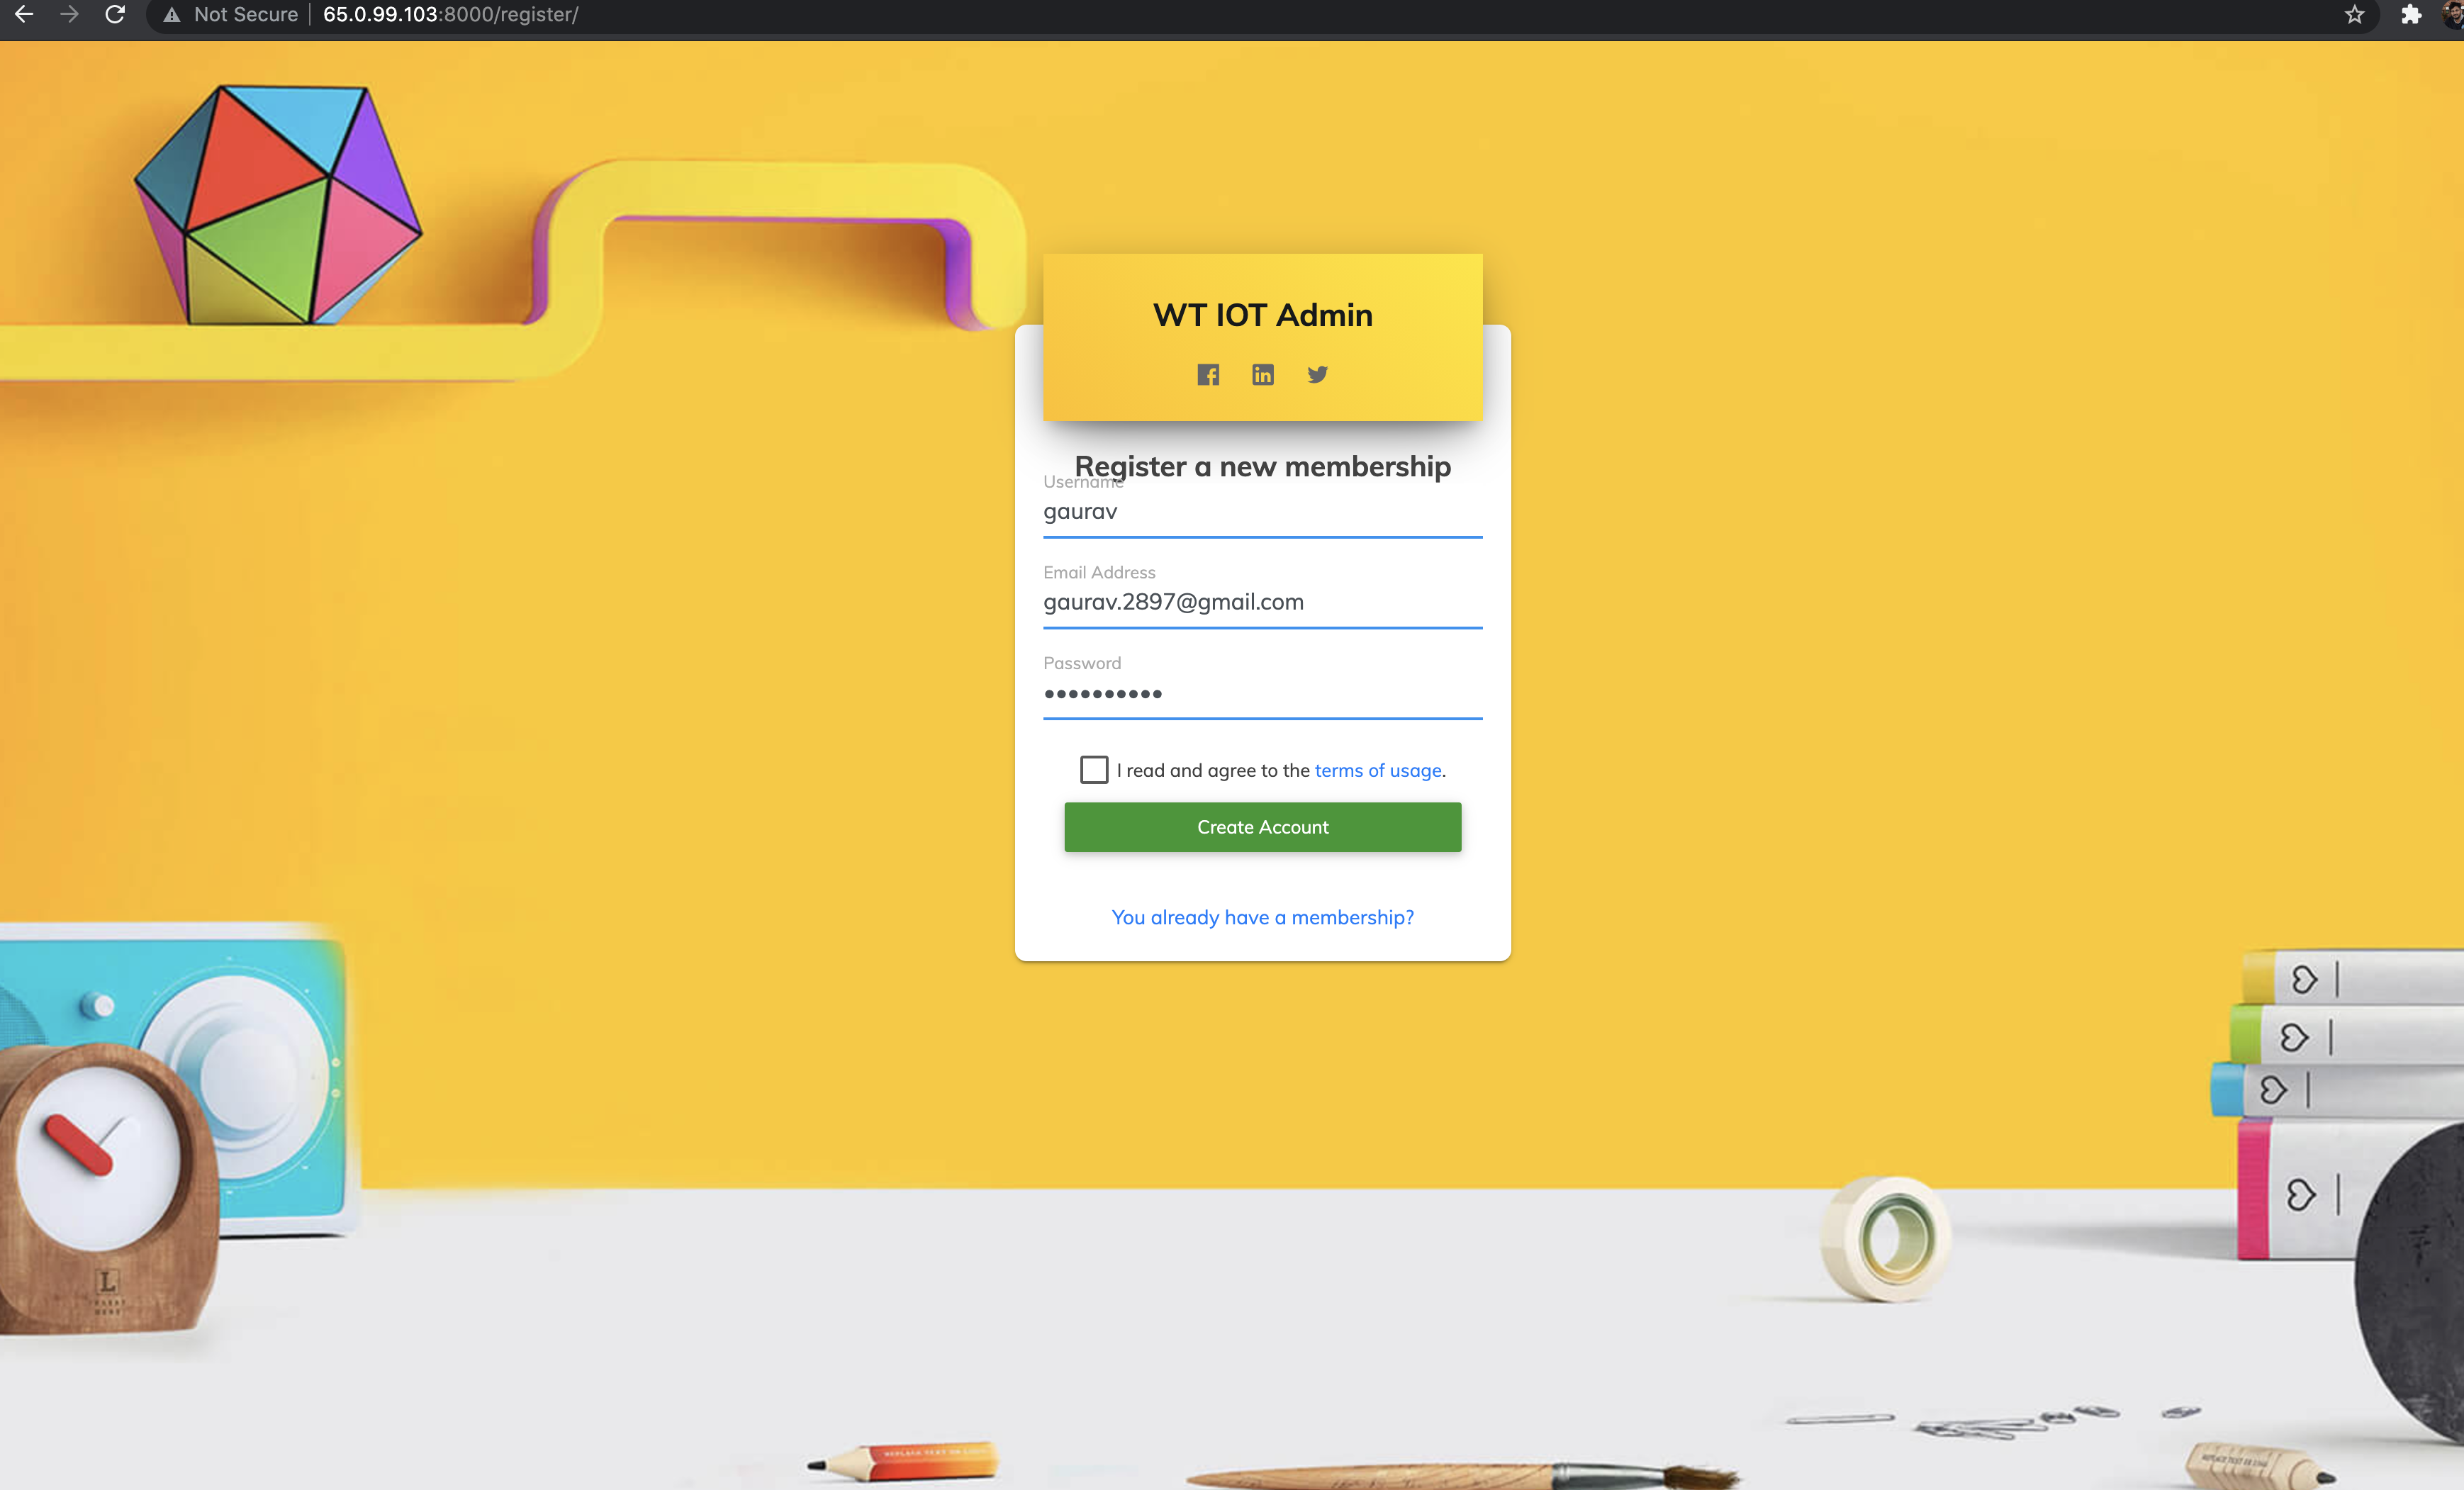 Not Secure 65.0.99.103:8000/register/
WT IOT Admin
Register a new membership
Username
gaurav
Email Address
gaurav.2897@gmail.com
Password
••••••••••
I read and agree to the terms of usage.
Create Account
You already have a membership?
L